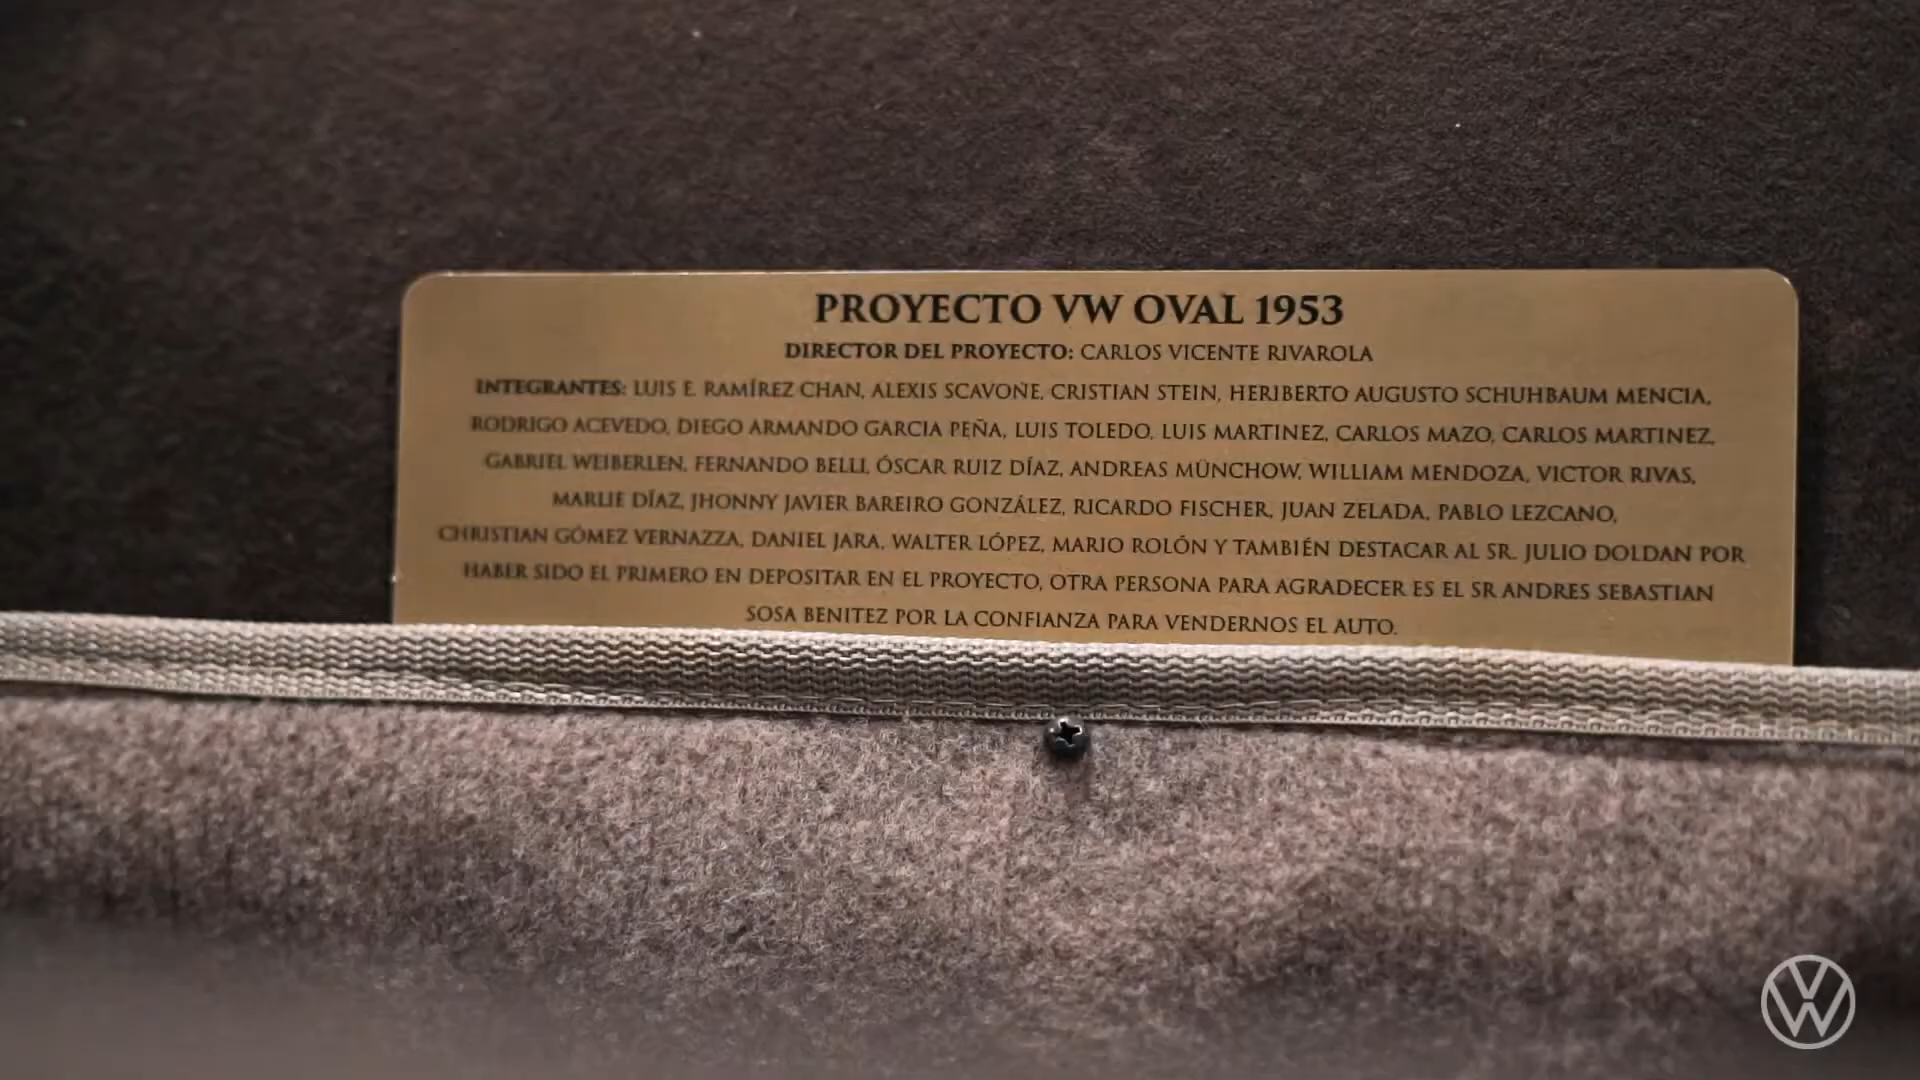 PROYECTO VW OVAL 1953
DIRECTOR DEL PROYECTO: CARLOS VICENTE RIVAROLA
INTEGRANTES: LUIS E. RAMÍREZ CHAN, ALEXIS SCAVONE, CRISTIAN STEIN, HERIBERTO AUGUSTO SCHUHBAUM MENCIA,
RODRIGO ACEVEDO, DIEGO ARMANDO GARCIA PEÑA, LUIS TOLEDO, LUIS MARTINEZ, CARLOS MAZO, CARLOS MARTINEZ,
GABRIEL WEIBERLEN, FERNANDO BELLI, ÓSCAR RUIZ DÍAZ, ANDREAS MÜNCHOW, WILLIAM MENDOZA, VICTOR RIVAS,
MARLIE DÍAZ, JHONNY JAVIER BAREIRO GONZÁLEZ, RICARDO FISCHER, JUAN ZELADA, PABLO LEZCANO,
CHRISTIAN GÓMEZ VERNAZZA, DANIEL JARA, WALTER LÓPEZ, MARIO ROLÓN Y TAMBIÉN DESTACAR AL SR. JULIO DOLDAN POR
HABER SIDO EL PRIMERO EN DEPOSITAR EN EL PROYECTO, OTRA PERSONA PARA AGRADECER ES EL SR ANDRES SEBASTIAN
SOSA BENITEZ POR LA CONFIANZA PARA VENDERNOS EL AUTO.
VW